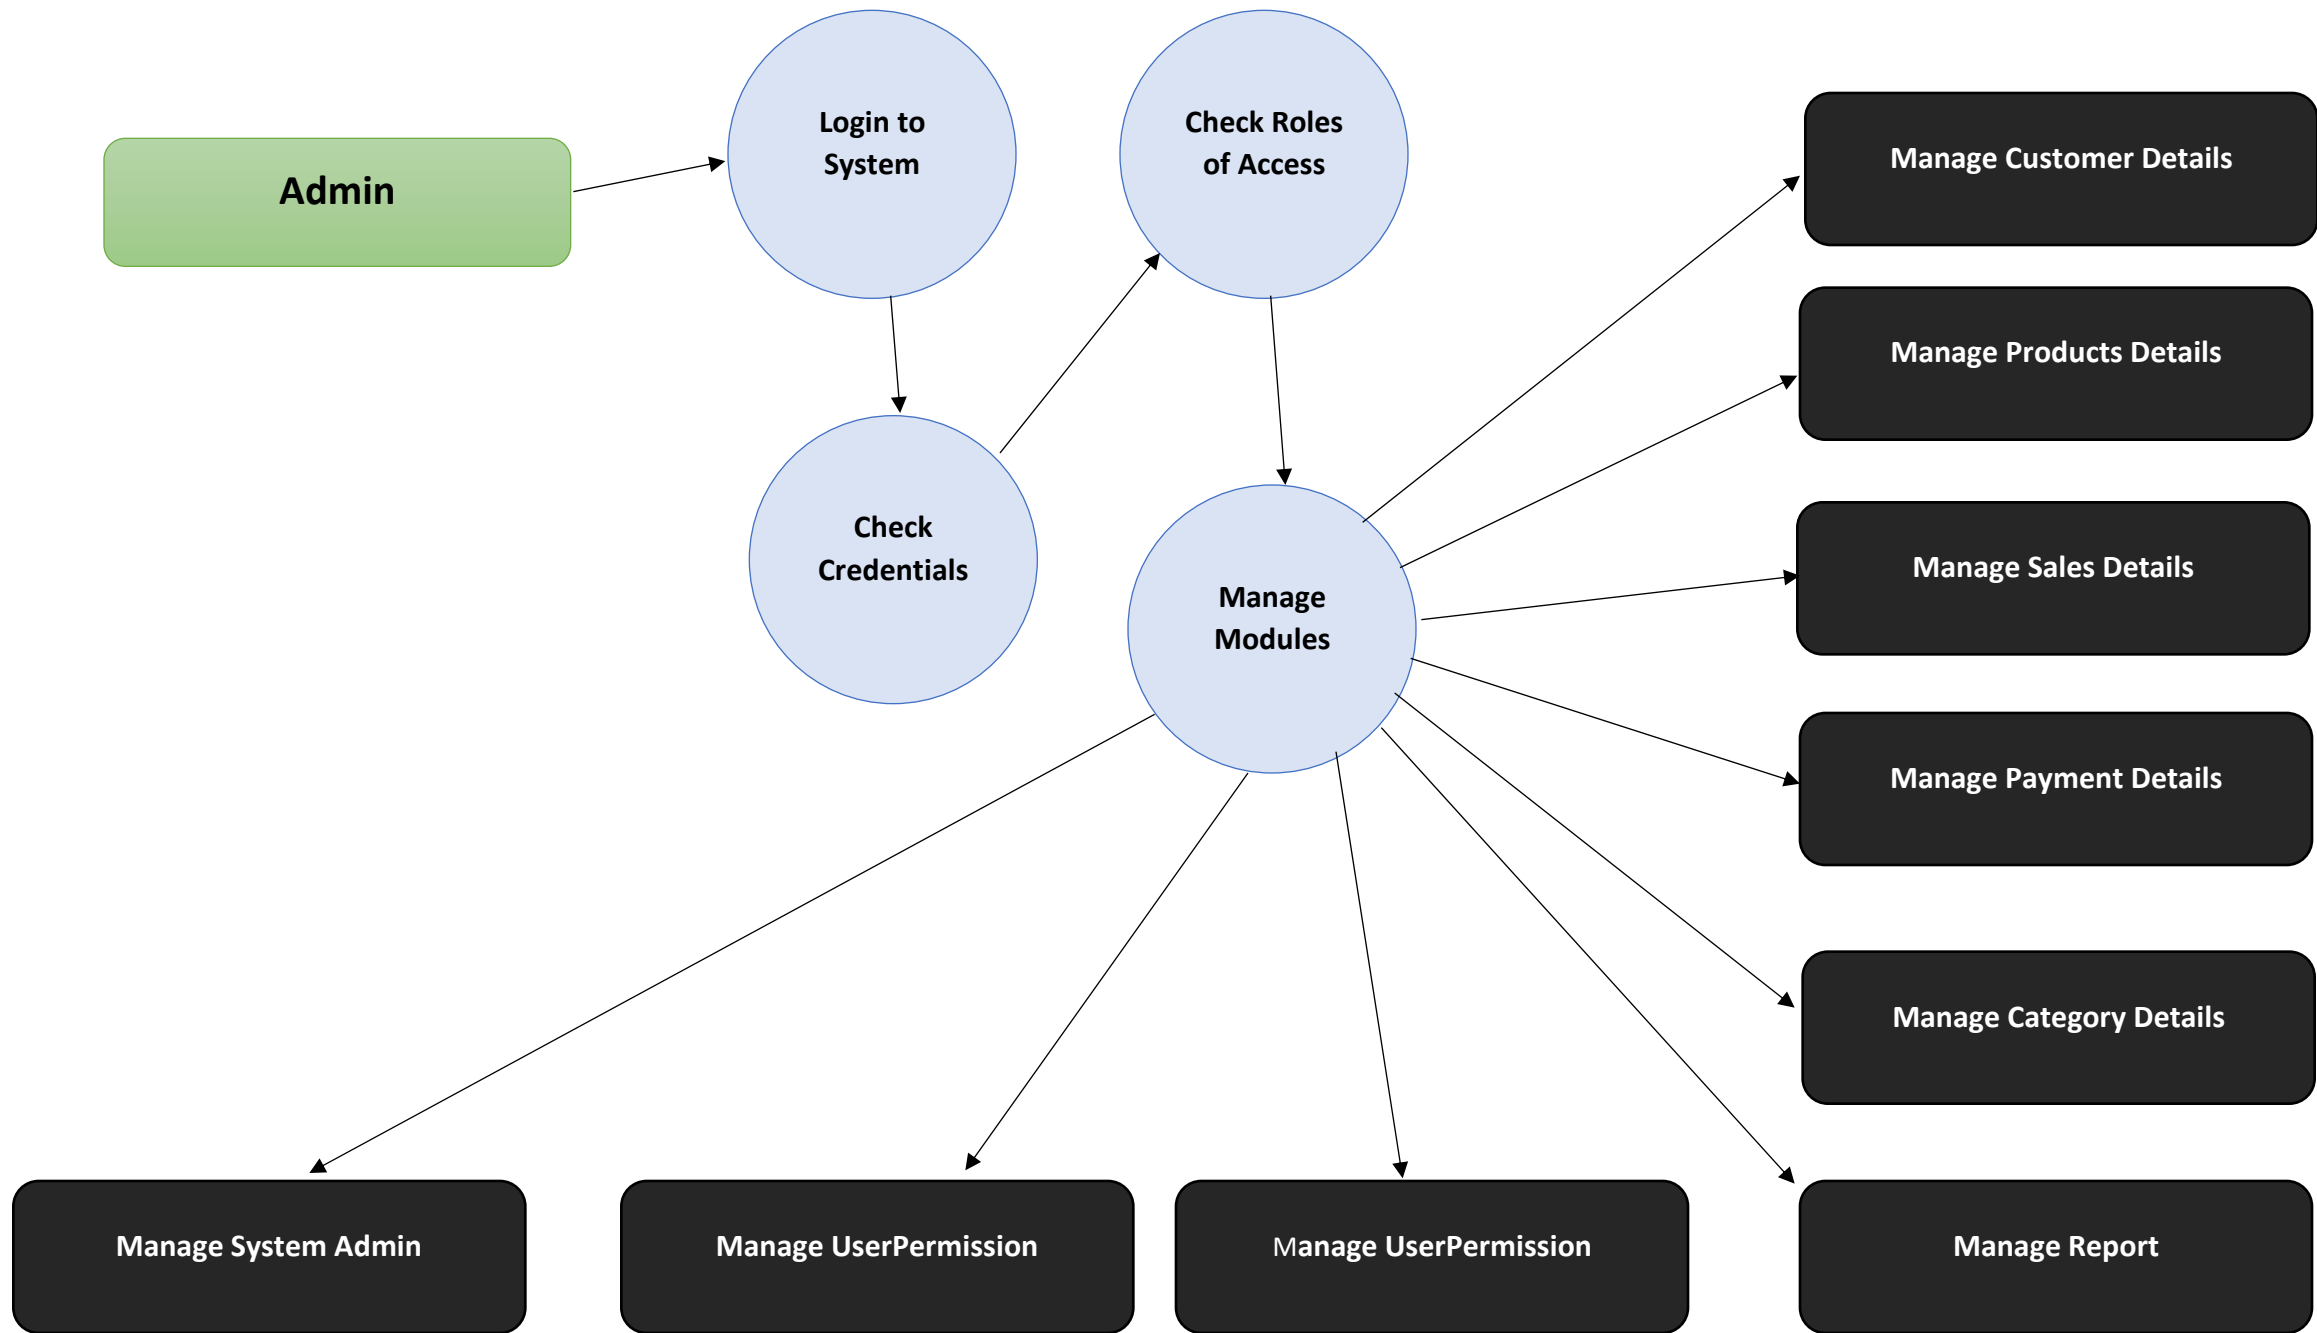 Admin
Login to
System
Check Roles
of Access
Manage Customer Details
Manage Products Details
Check
Credentials
Manage Sales Details
Manage
Modules
Manage Payment Details
Manage Category Details
Manage System Admin
Manage UserPermission
Manage UserPermission
Manage Report